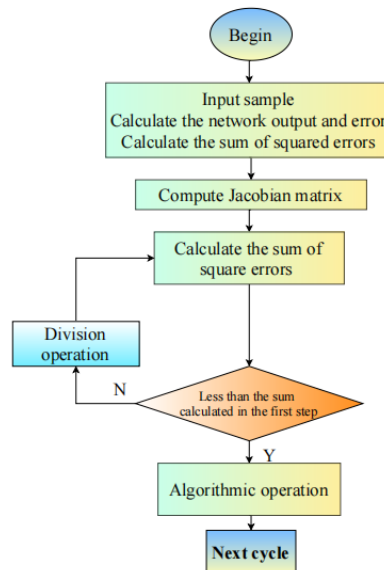 Begin
Input sample
Calculate the network output and error
Calculate the sum of squared errors
Compute Jacobian matrix
Calculate the sum of
square errors
Division
operation
N
Less than the sum
calculated in the first step
Y
Algorithmic operation
Next cycle